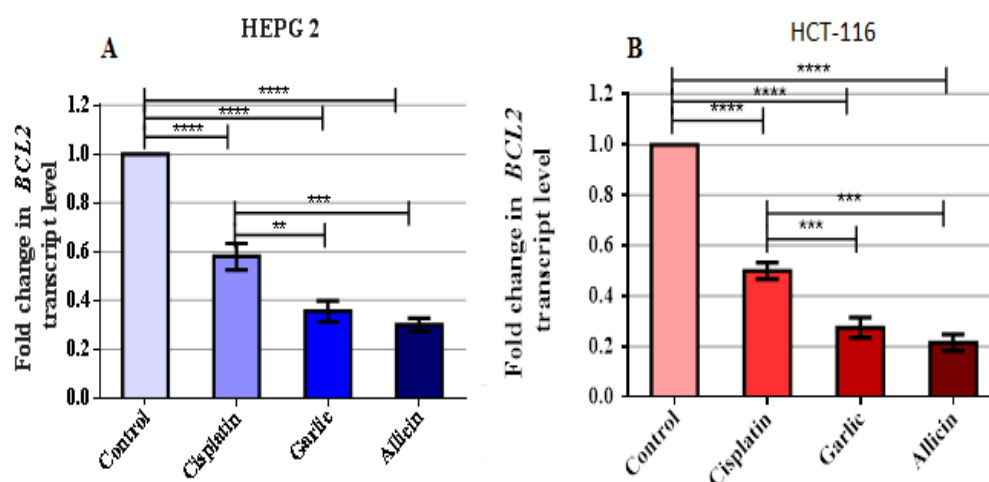 HEPG 2
A
Fold change in BCL2
transcript level
1.2
1.0
0.8
0.6
0.4
0.2
0.0
****
****
****
***
**
Control
Cisplatin
Garlic
Allicin
HCT-116
B
Fold change in BCL2
transcript level
1.2
1.0
0.8
0.6
0.4
0.2
0.0
****
****
****
***
***
Control
Cisplatin
Garlic
Allicin